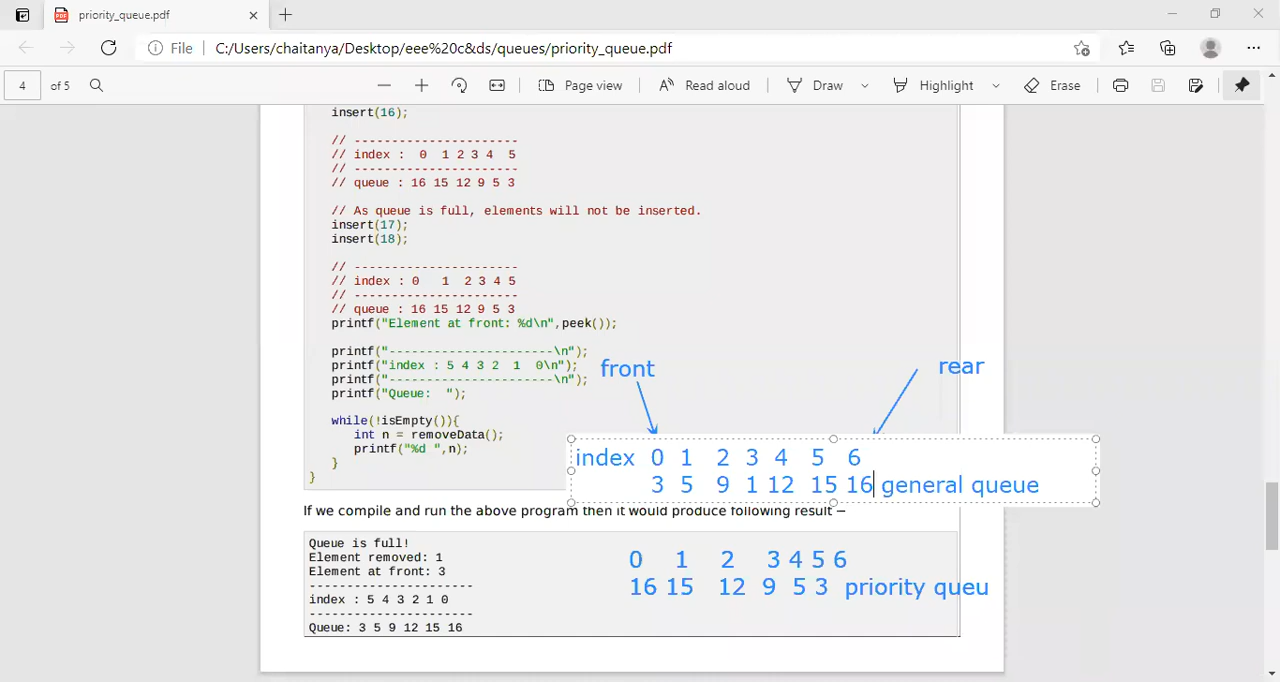 priority_queue.pdf
File C:/Users/chaitanya/Desktop/eee%20c&ds/queues/priority_queue.pdf
4 of 5 Page view Read aloud Draw Highlight Erase
insert(16);
// ----------------------
// index : 0 1 2 3 4 5
// ----------------------
// queue : 16 15 12 9 5 3
// As queue is full, elements will not be inserted.
insert(17);
insert(18);
// ----------------------
// index : 0 1 2 3 4 5
// ----------------------
// queue : 16 15 12 9 5 3
printf("Element at front: %d\n",peek());
printf("----------------------\n");
printf("index : 5 4 3 2 1 0\n");
printf("----------------------\n");
printf("Queue: ");
front
rear
while(!isEmpty()){
int n = removeData();
printf("%d ",n);
}
}
index 0 1 2 3 4 5 6
3 5 9 1 12 15 16 general queue
If we compile and run the above program then it would produce following result −
Queue is full!
Element removed: 1
Element at front: 3
----------------------
index : 5 4 3 2 1 0
----------------------
Queue: 3 5 9 12 15 16
0 1 2 3 4 5 6
16 15 12 9 5 3 priority queu